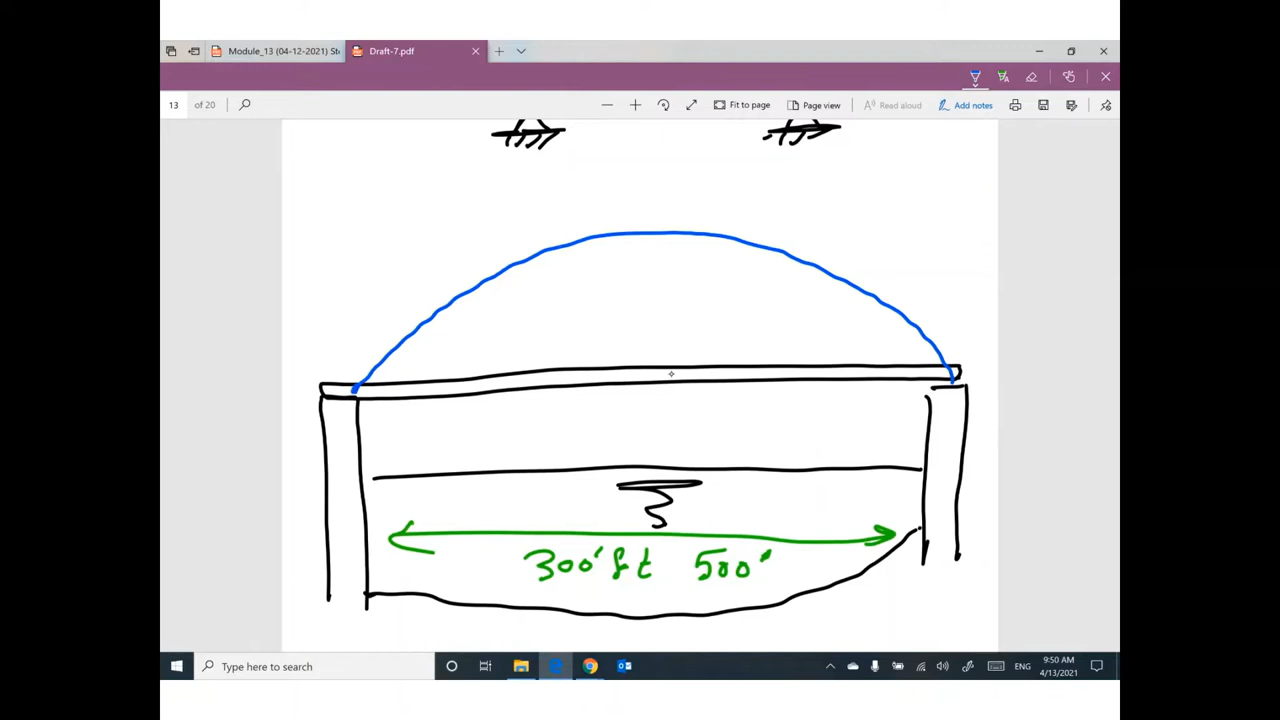 Module_13 (04-12-2021) St
Draft-7.pdf
13 of 20
Fit to page
Page view
Read aloud
Add notes
300' ft 500'
Type here to search
ENG
9:50 AM
4/13/2021